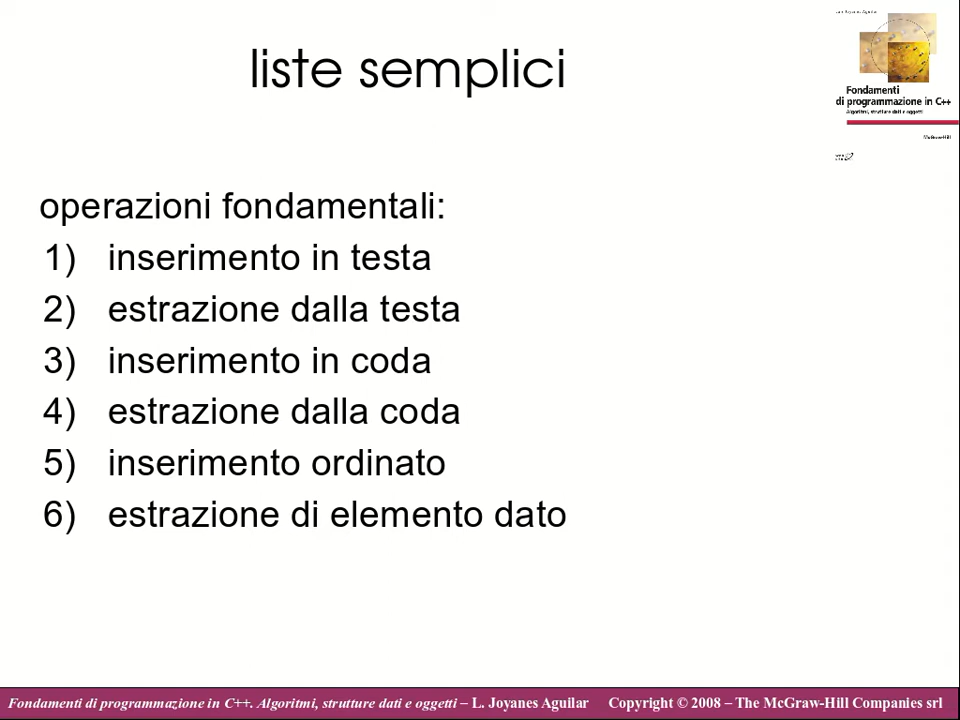 liste semplici
Fondamenti
di programmazione in C++
Algoritmi, strutture dati e oggetti
McGraw-Hill
operazioni fondamentali:
1) inserimento in testa
2) estrazione dalla testa
3) inserimento in coda
4) estrazione dalla coda
5) inserimento ordinato
6) estrazione di elemento dato
Fondamenti di programmazione in C++. Algoritmi, strutture dati e oggetti – L. Joyanes Aguilar Copyright © 2008 – The McGraw-Hill Companies srl